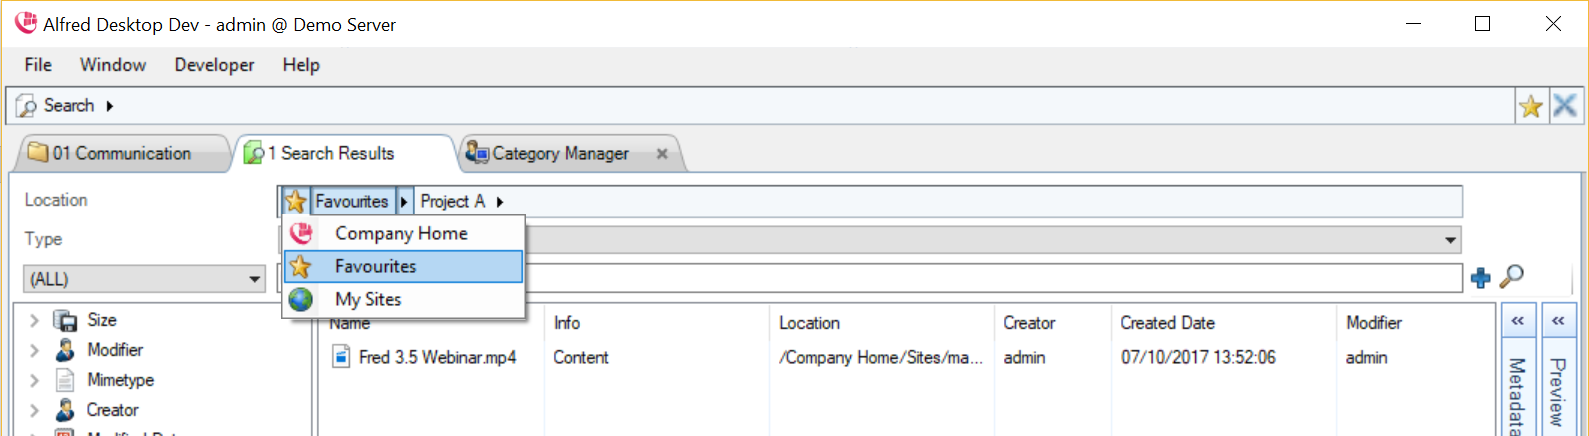 Alfred Desktop Dev - admin @ Demo Server
File Window Developer Help
Search
01 Communication 1 Search Results Category Manager
Location Favourites Project A
Company Home
Type
Favourites
(ALL)
My Sites
Name Info Location Creator Created Date Modifier
Size
Fred 3.5 Webinar.mp4 Content /Company Home/Sites/ma... admin 07/10/2017 13:52:06 admin
Modifier
Mimetype
Creator
Metadata
Preview